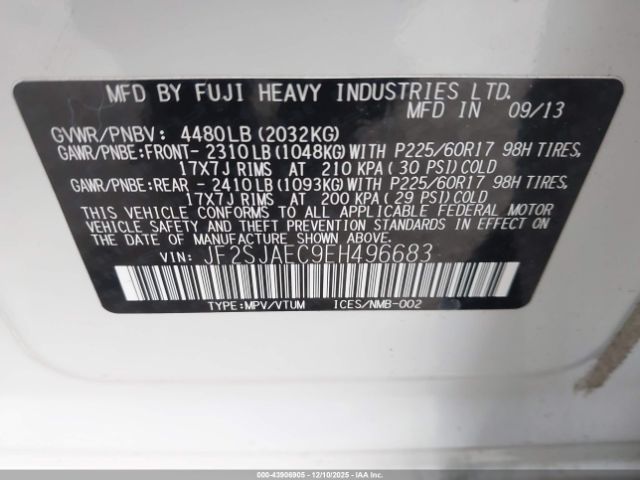 MFD BY FUJI HEAVY INDUSTRIES LTD.
MFD IN 09/13
GVWR/PNBV: 4480LB(2032KG)
GAWR/PNBE:FRONT- 2310LB(1048KG)WITH P225/60R17 98H TIRES,
17X7J RIMS AT 210 KPA ( 30 PSI)COLD
GAWR/PNBE:REAR - 2410LB(1093KG)WITH P225/60R17 98H TIRES,
17X7J RIMS AT 200 KPA ( 29 PSI)COLD
THIS VEHICLE CONFORMS TO ALL APPLICABLE FEDERAL MOTOR
VEHICLE SAFETY AND THEFT PREVENTION STANDARDS IN EFFECT ON
THE DATE OF MANUFACTURE SHOWN ABOVE.
VIN: JF2SJAEC9EH496683
TYPE:MPV/VTUM ICES/NMB-002
000-43906905 - 12/10/2025 - IAAI.com - Copyright IAA, LLC